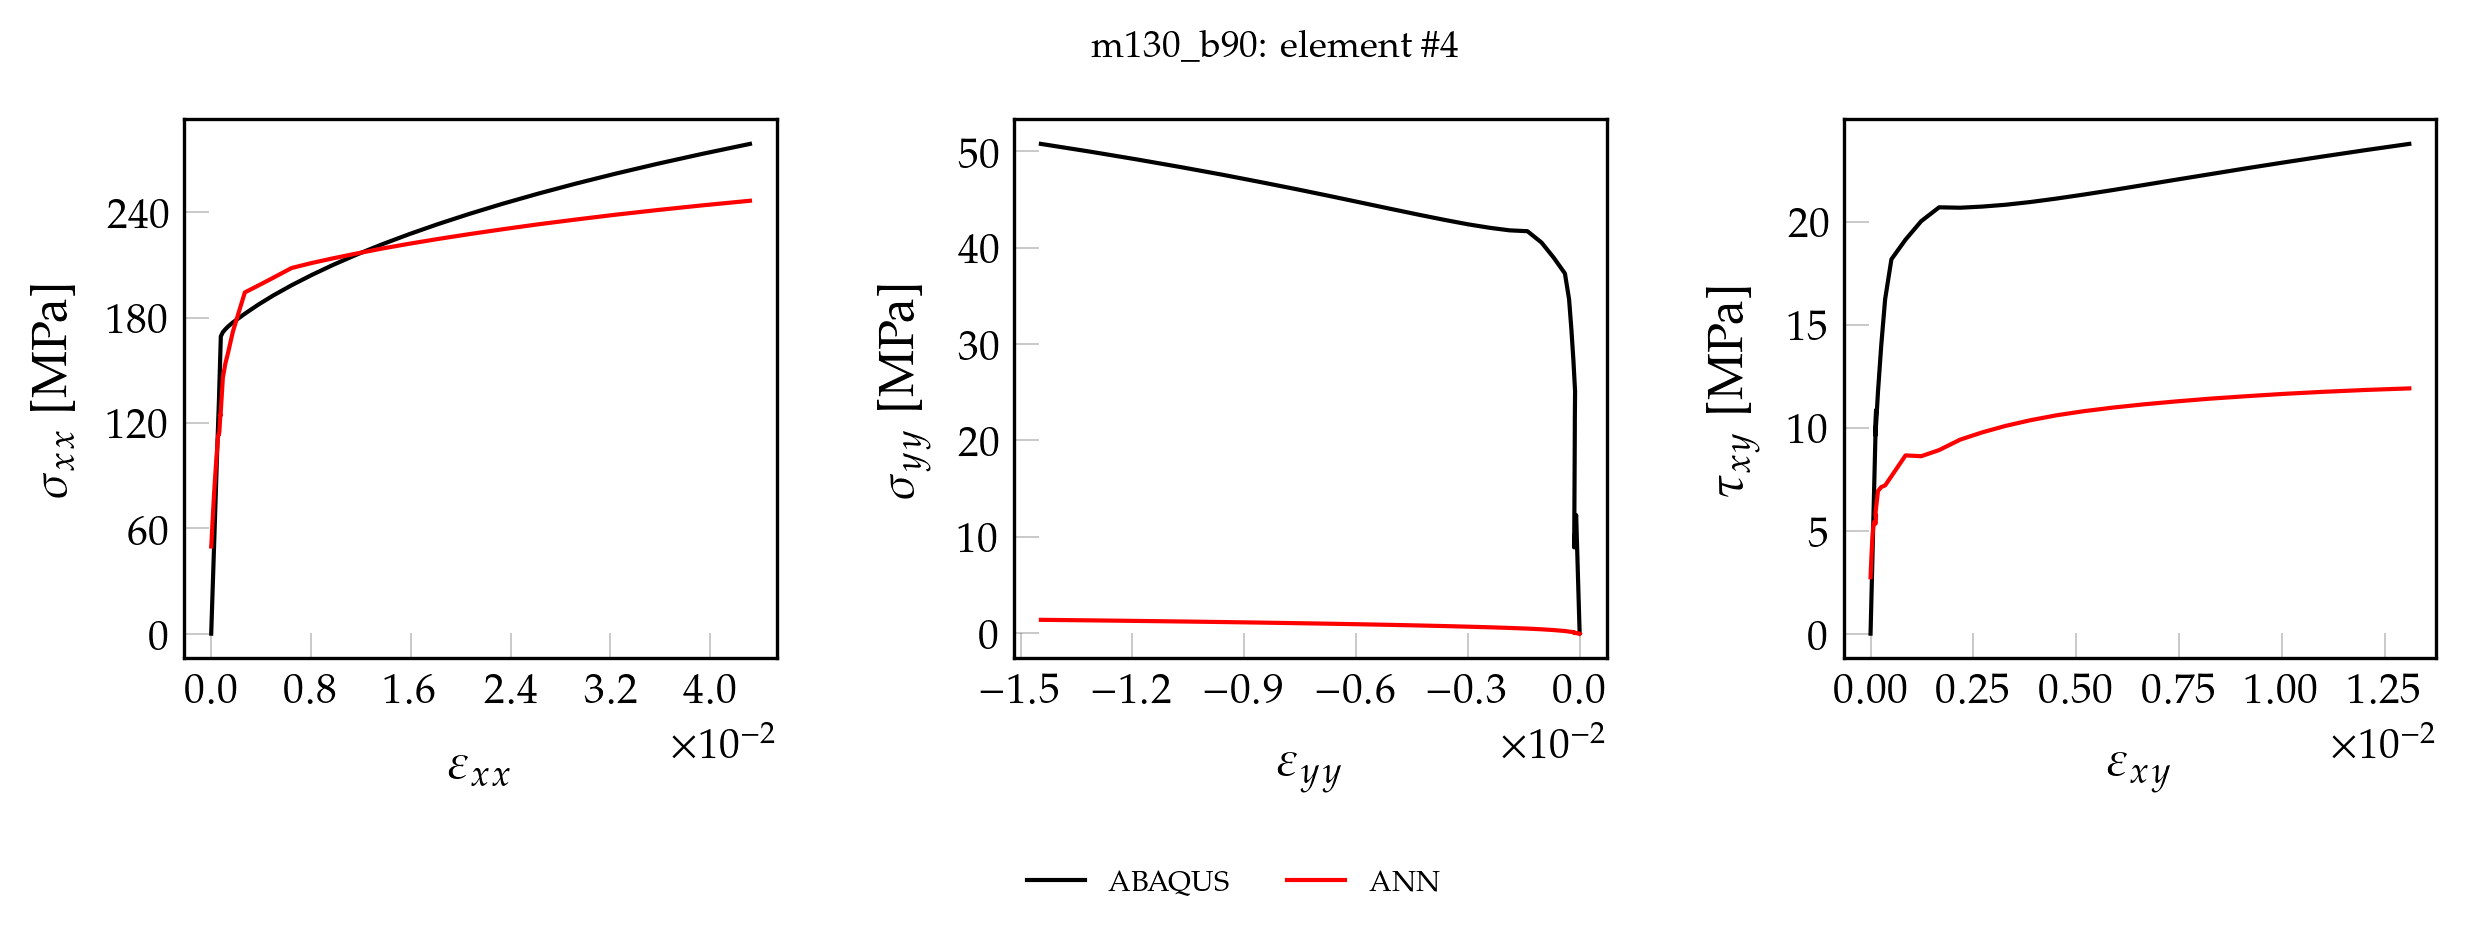 m130_b90: element #4
σxx [MPa]
240
180
120
60
0
0.0 0.8 1.6 2.4 3.2 4.0
×10−2
εxx
σyy [MPa]
50
40
30
20
10
0
−1.5 −1.2 −0.9 −0.6 −0.3 0.0
×10−2
εyy
τxy [MPa]
20
15
10
5
0
0.00 0.25 0.50 0.75 1.00 1.25
×10−2
εxy
ABAQUS ANN